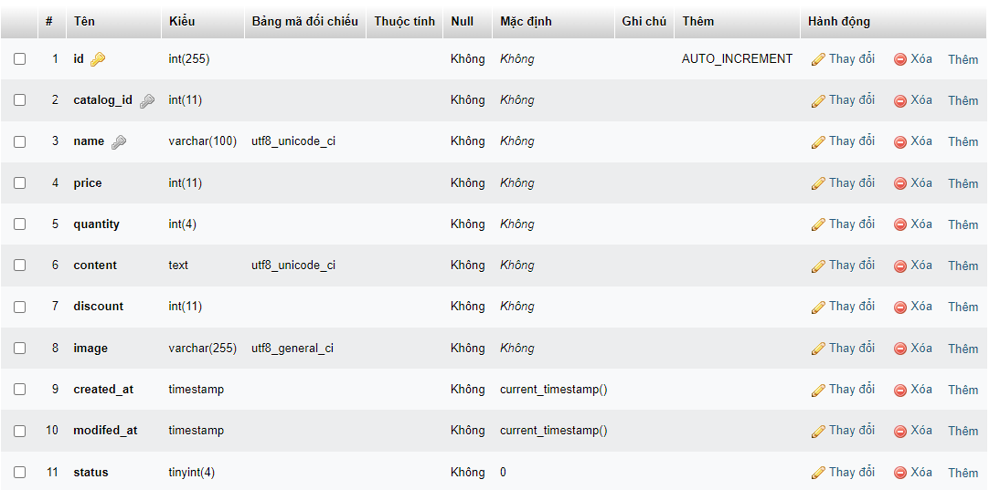 # Tên Kiểu Bảng mã đối chiếu Thuộc tính Null Mặc định Ghi chú Thêm Hành động
1 id int(255) Không Không AUTO_INCREMENT Thay đổi Xóa Thêm
2 catalog_id int(11) Không Không Thay đổi Xóa Thêm
3 name varchar(100) utf8_unicode_ci Không Không Thay đổi Xóa Thêm
4 price int(11) Không Không Thay đổi Xóa Thêm
5 quantity int(4) Không Không Thay đổi Xóa Thêm
6 content text utf8_unicode_ci Không Không Thay đổi Xóa Thêm
7 discount int(11) Không Không Thay đổi Xóa Thêm
8 image varchar(255) utf8_general_ci Không Không Thay đổi Xóa Thêm
9 created_at timestamp Không current_timestamp() Thay đổi Xóa Thêm
10 modifed_at timestamp Không current_timestamp() Thay đổi Xóa Thêm
11 status tinyint(4) Không 0 Thay đổi Xóa Thêm